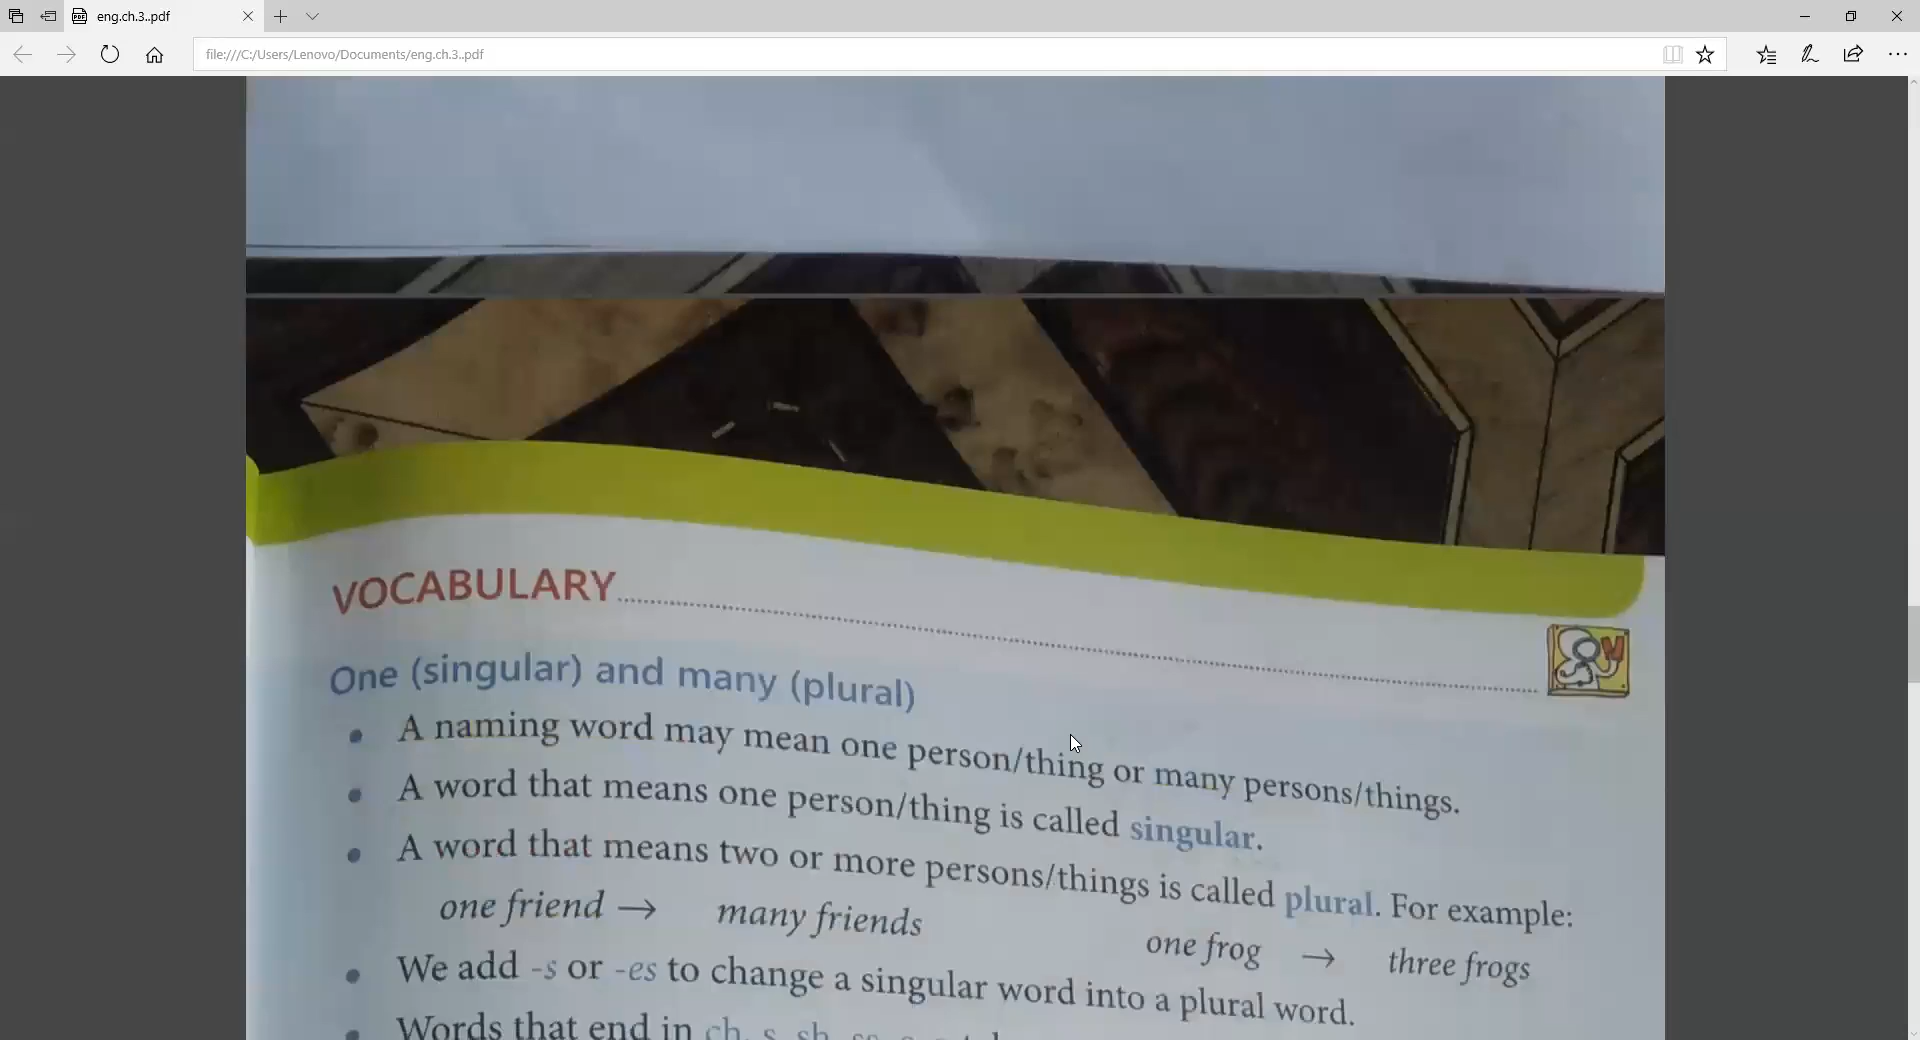 eng.ch.3..pdf
file:///C:/Users/Lenovo/Documents/eng.ch.3..pdf
VOCABULARY
One (singular) and many (plural)
• A naming word may mean one person/thing or many persons/things.
• A word that means one person/thing is called singular.
• A word that means two or more persons/things is called plural. For example:
one friend → many friends one frog → three frogs
• We add -s or -es to change a singular word into a plural word.
• Words that end in ch, s, sh,